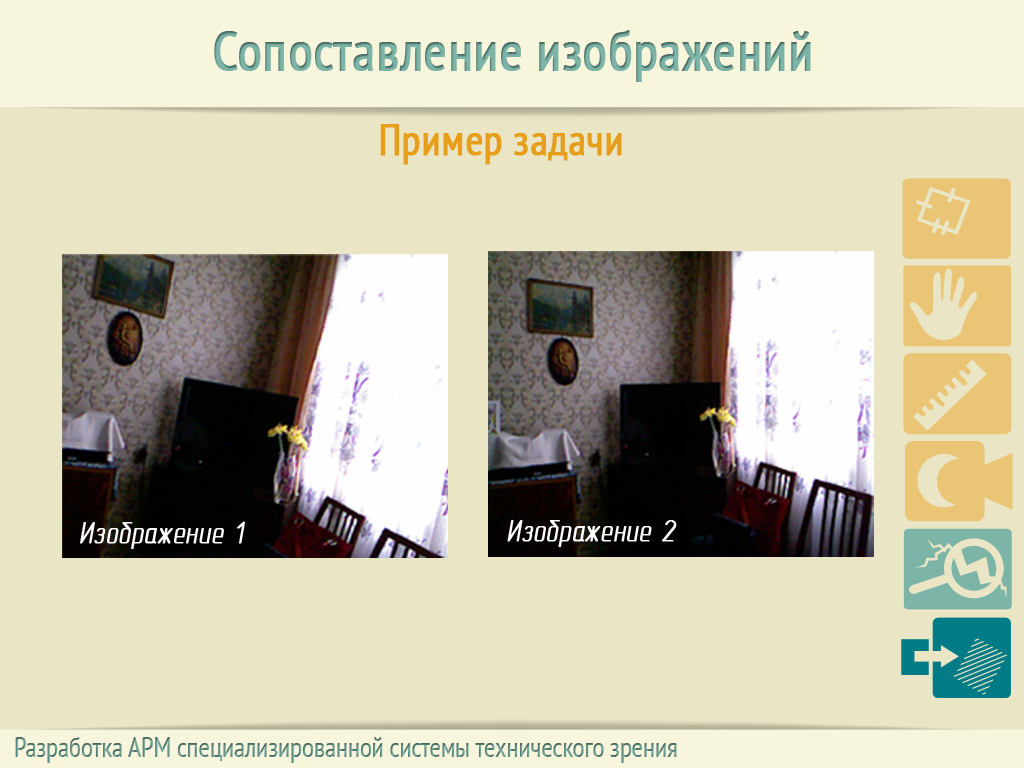 Сопоставление изображений
Пример задачи
Изображение 1
Изображение 2
Разработка АРМ специализированной системы технического зрения